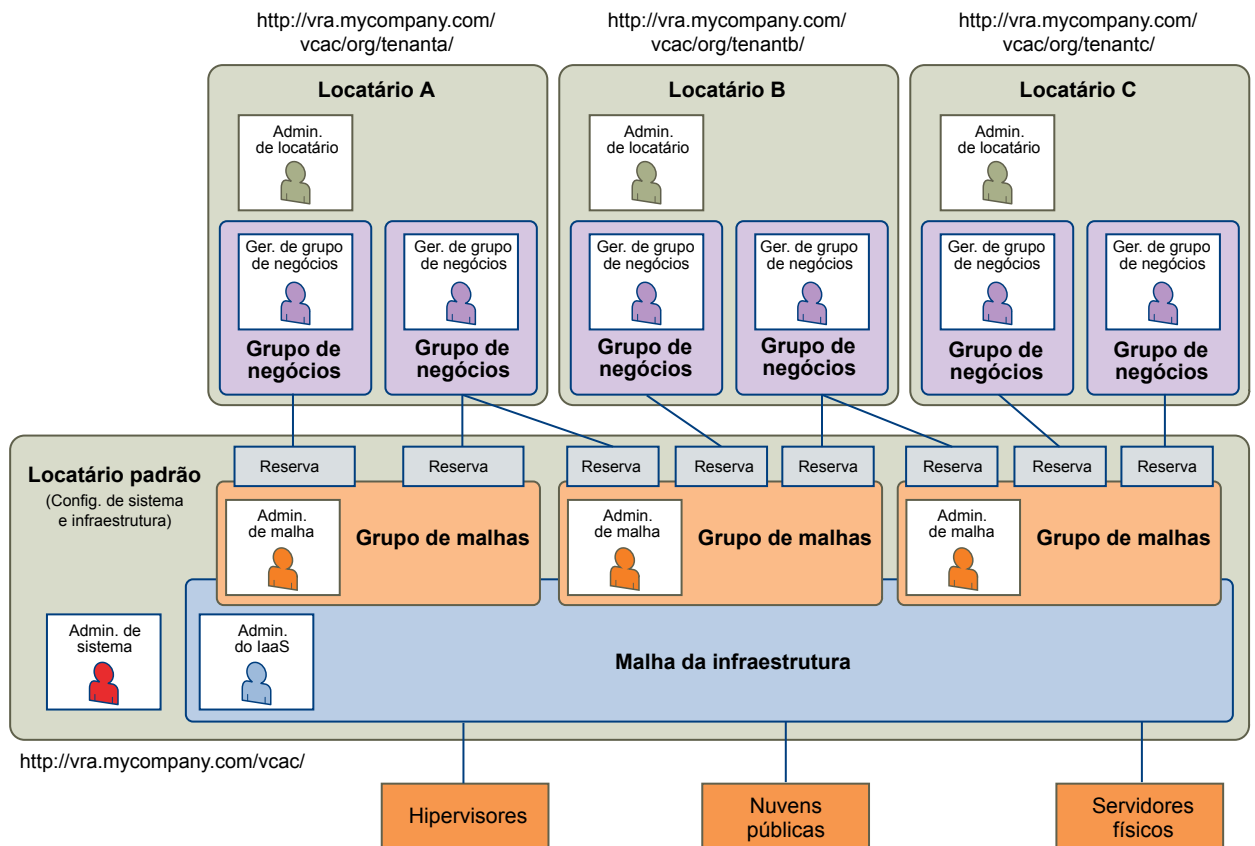 http://vra.mycompany.com/
vcac/org/tenanta/
http://vra.mycompany.com/
vcac/org/tenantb/
http://vra.mycompany.com/
vcac/org/tenantc/
Locatário A
Locatário B
Locatário C
Admin.
de locatário
Admin.
de locatário
Admin.
de locatário
Ger. de grupo
de negócios
Ger. de grupo
de negócios
Ger. de grupo
de negócios
Ger. de grupo
de negócios
Ger. de grupo
de negócios
Ger. de grupo
de negócios
Grupo de
negócios
Grupo de
negócios
Grupo de
negócios
Grupo de
negócios
Grupo de
negócios
Grupo de
negócios
Locatário padrão
(Config. de sistema
e infraestrutura)
Reserva
Reserva
Reserva
Reserva
Reserva
Reserva
Reserva
Reserva
Admin.
de malha
Grupo de malhas
Admin.
de malha
Grupo de malhas
Admin.
de malha
Grupo de malhas
Admin. de
sistema
Admin.
do IaaS
Malha da infraestrutura
http://vra.mycompany.com/vcac/
Hipervisores
Nuvens
públicas
Servidores
físicos